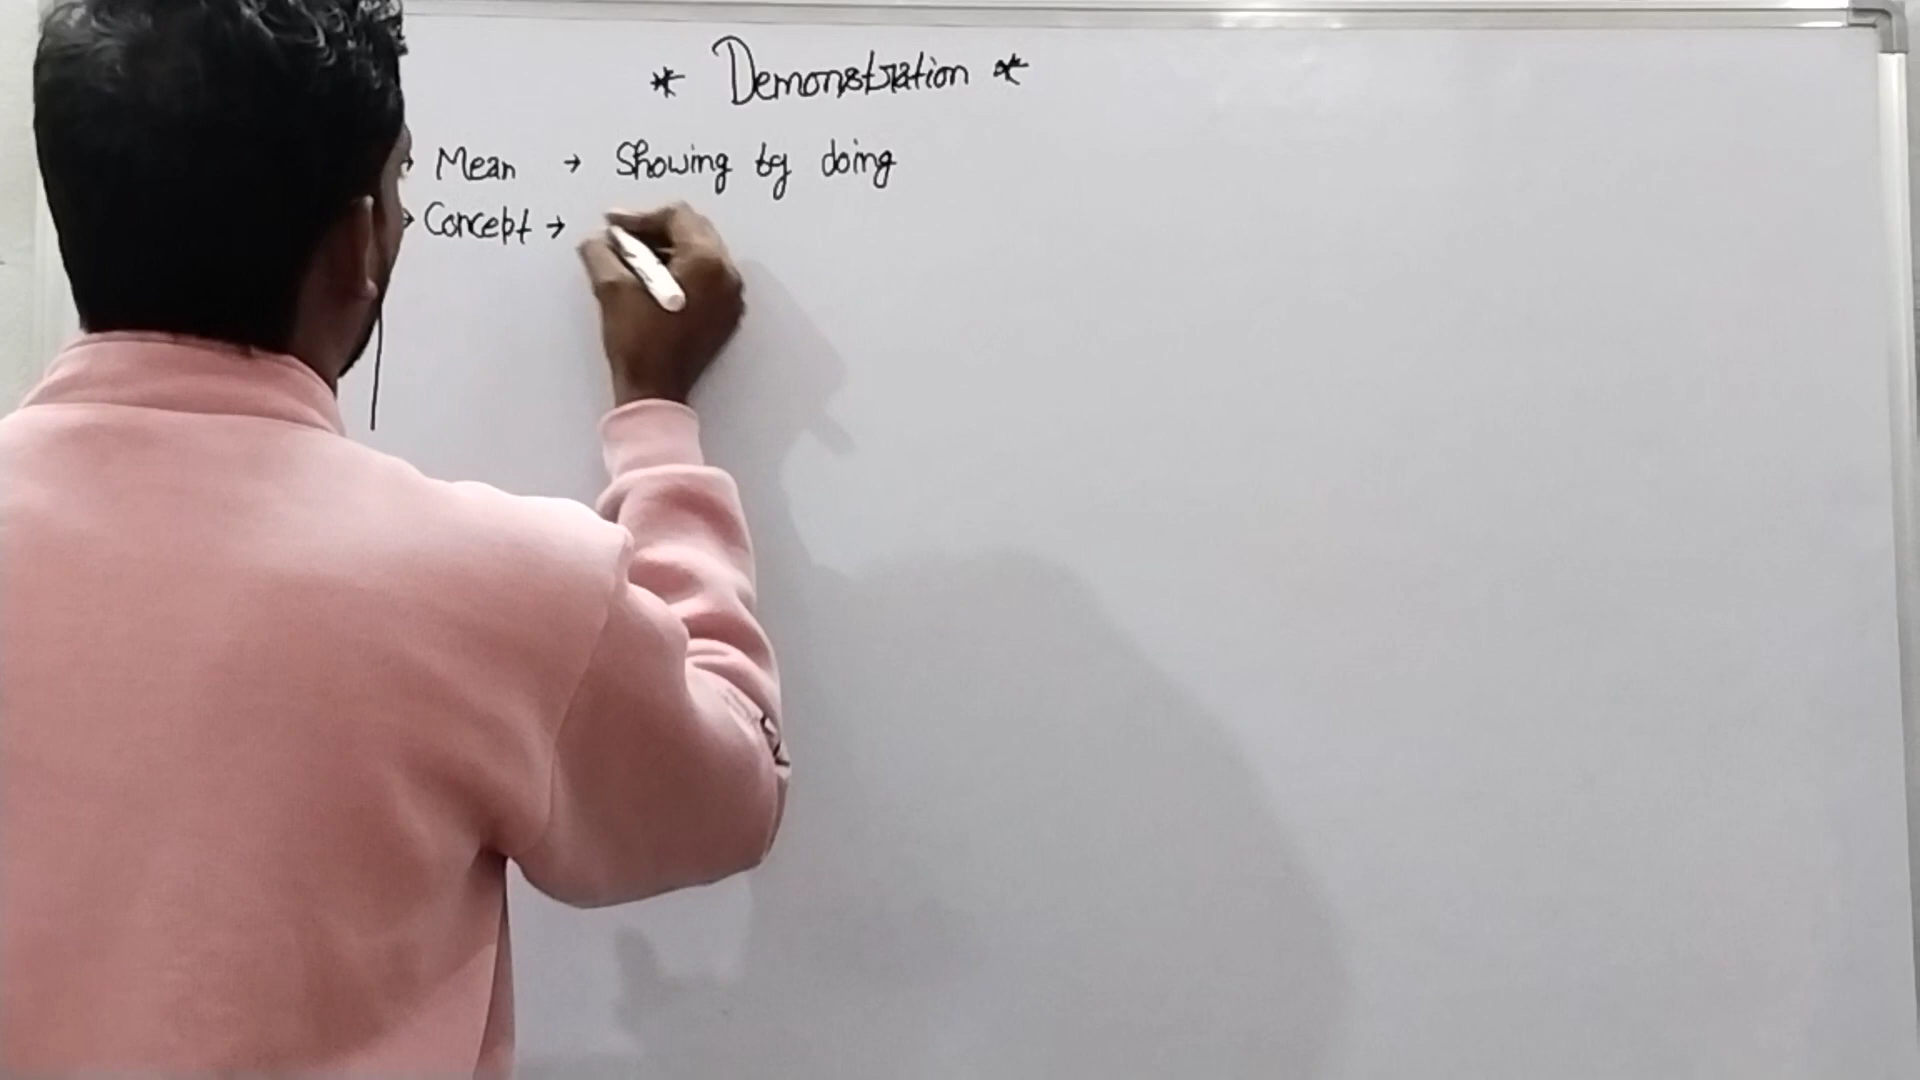 * Demonstration *
→ Mean → Showing by doing
→ Concept →